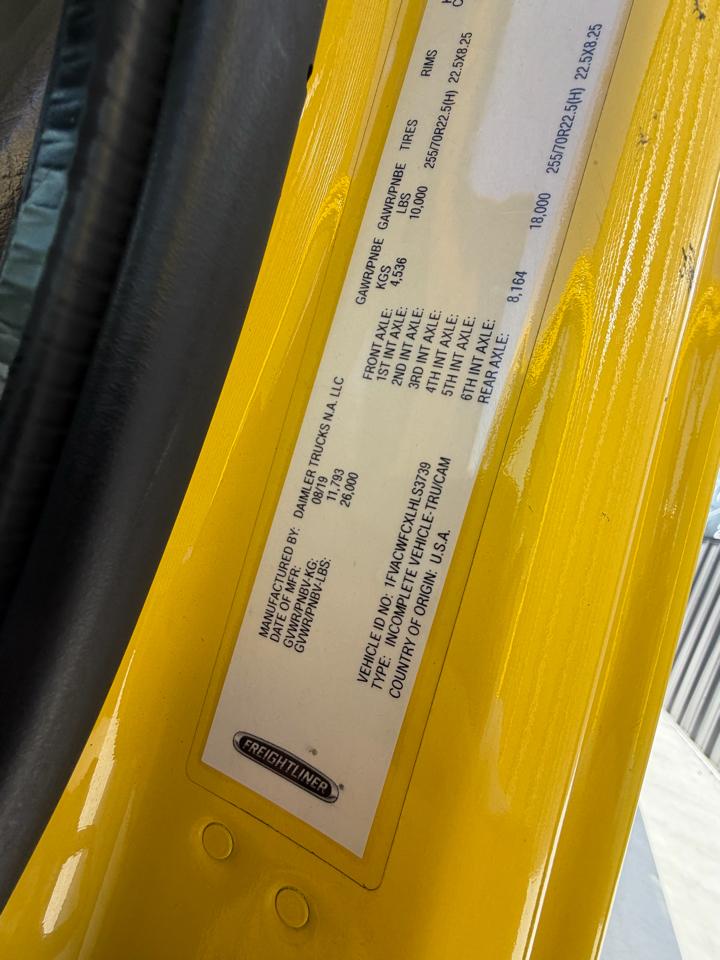 FREIGHTLINER
MANUFACTURED BY: DAIMLER TRUCKS N.A. LLC
DATE OF MFR: 08/19
GVWR/PNBV-KG: 11,793
GVWR/PNBV-LBS: 26,000
VEHICLE ID NO: 1FVACWFCXLHLS3739
TYPE: INCOMPLETE VEHICLE-TRU/CAM
COUNTRY OF ORIGIN: U.S.A.
GAWR/PNBE GAWR/PNBE TIRES RIMS
KGS LBS
FRONT AXLE: 4,536 10,000 255/70R22.5(H) 22.5X8.25
1ST INT AXLE:
2ND INT AXLE:
3RD INT AXLE:
4TH INT AXLE:
5TH INT AXLE:
6TH INT AXLE:
REAR AXLE: 8,164 18,000 255/70R22.5(H) 22.5X8.25